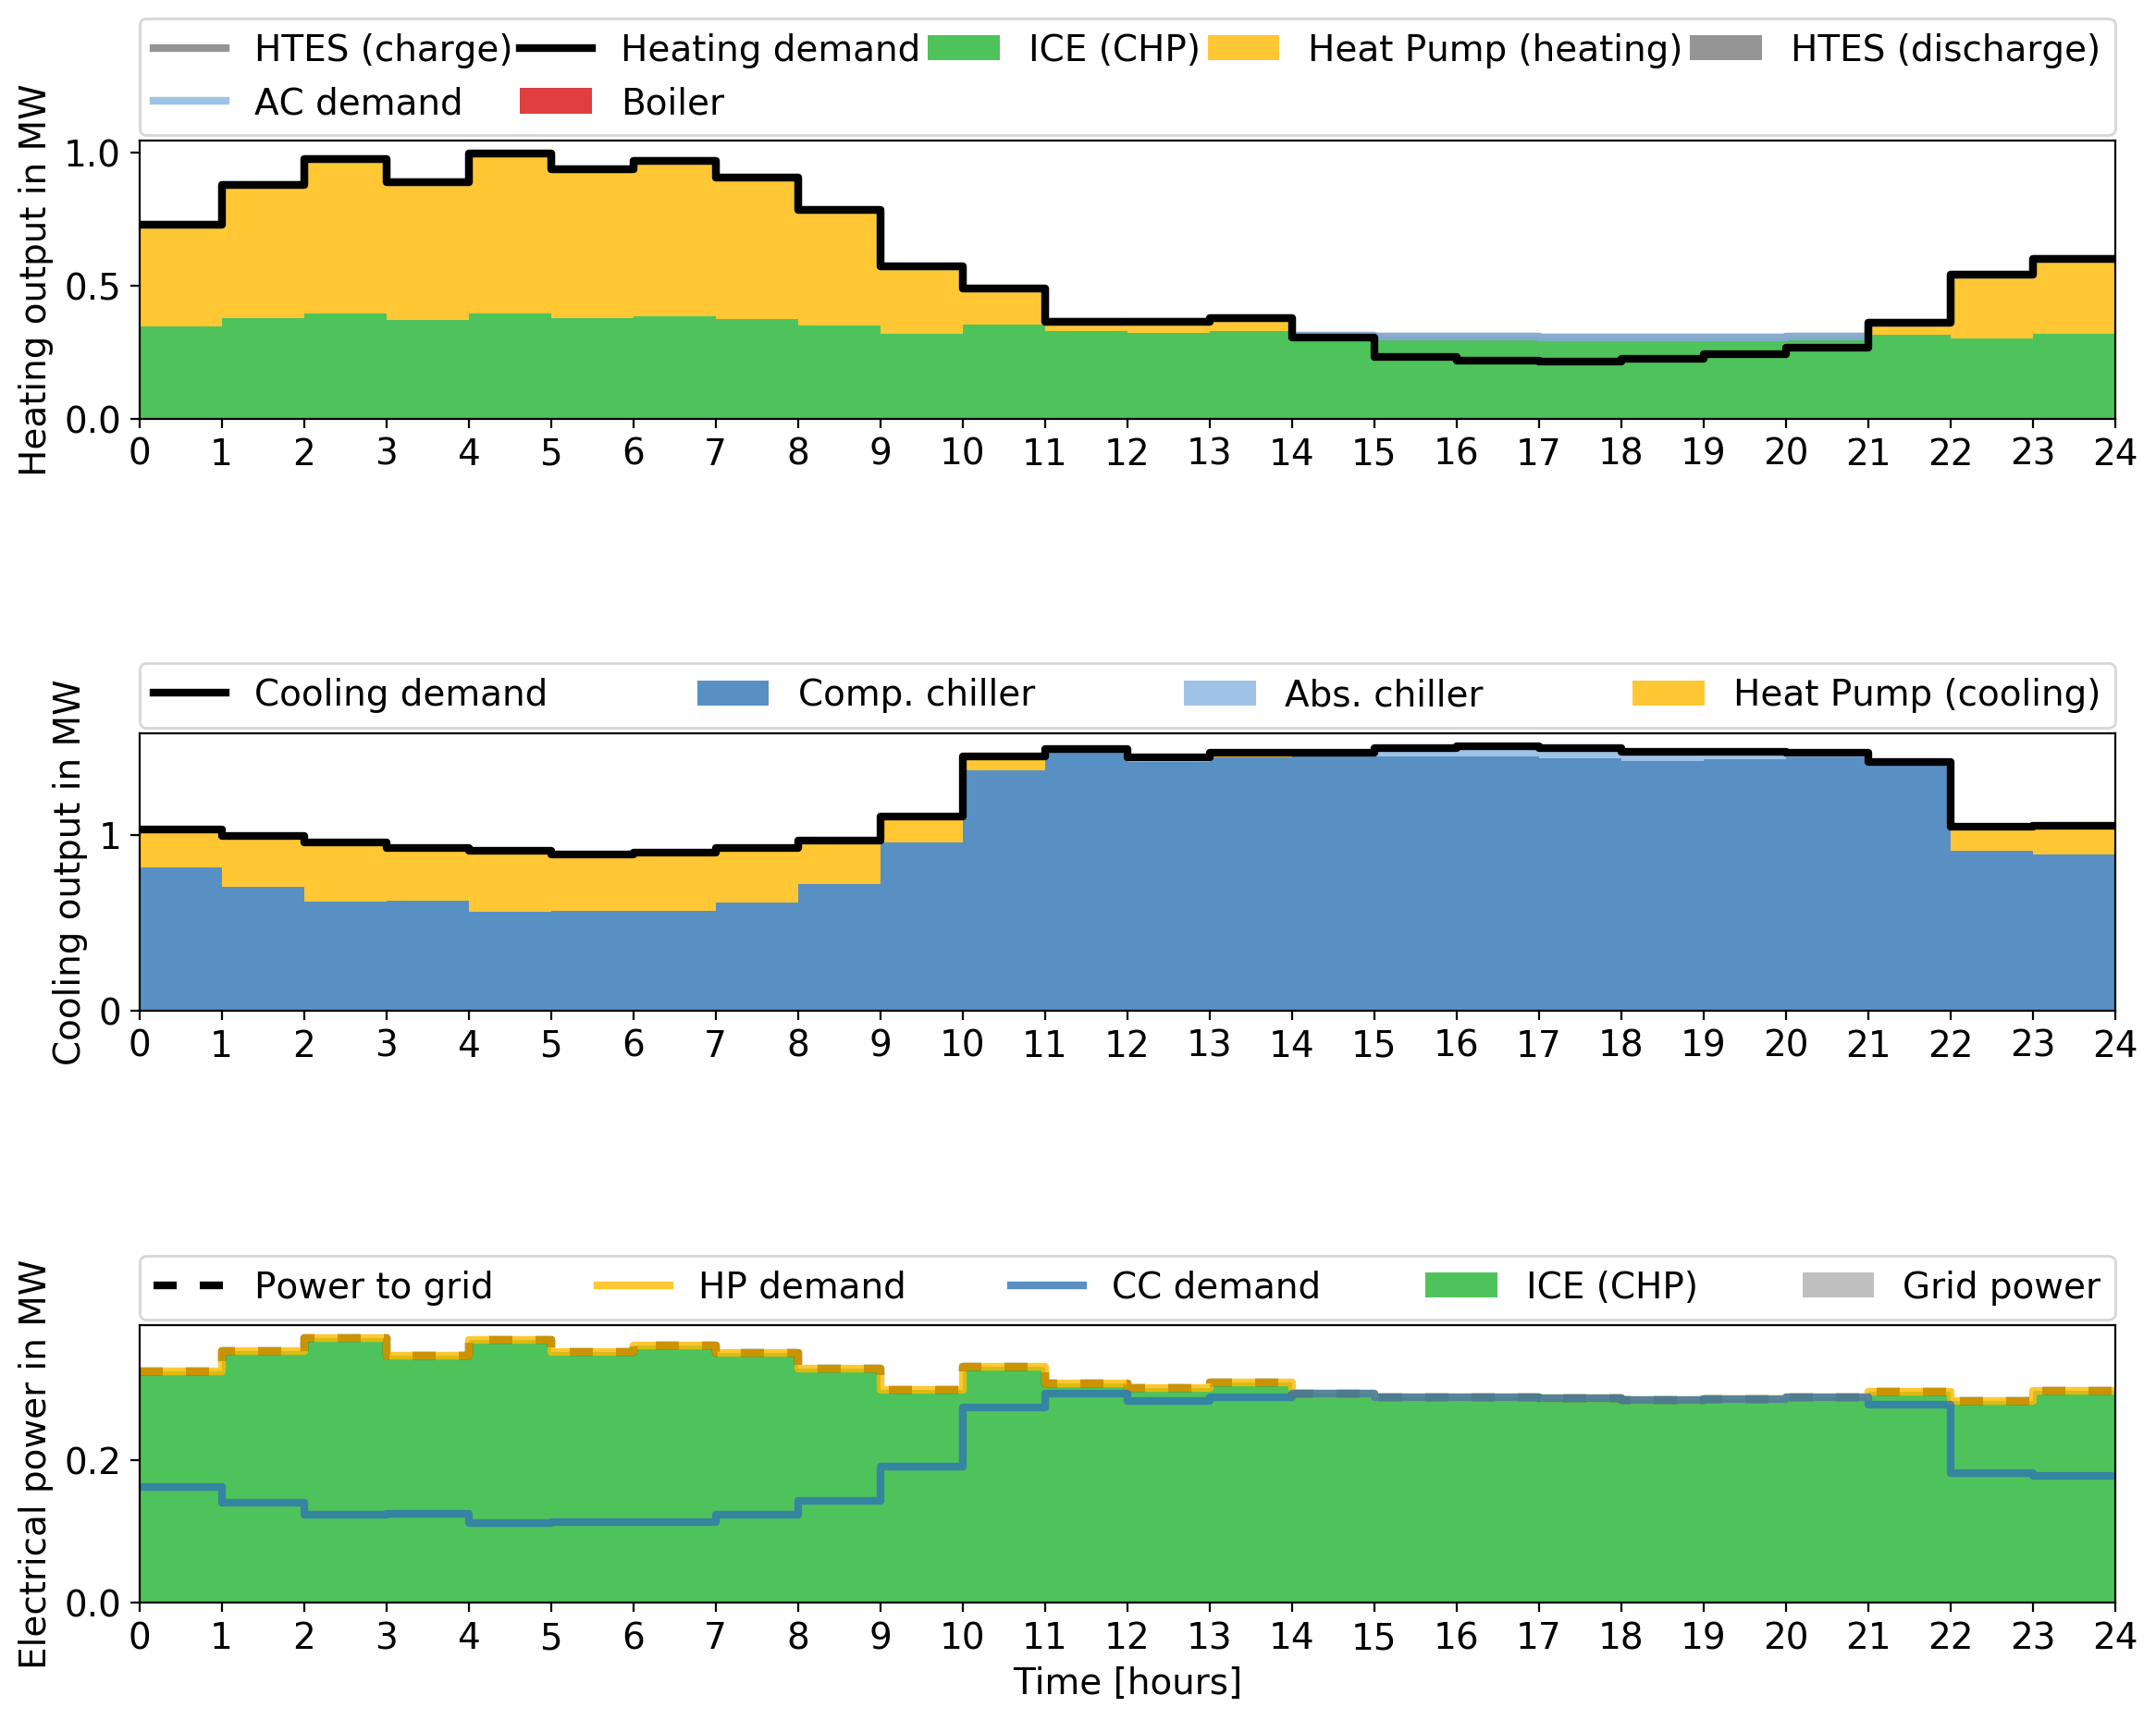 HTES (charge) Heating demand ICE (CHP) Heat Pump (heating) HTES (discharge)
AC demand Boiler
Heating output in MW
1.0
0.5
0.0
0 1 2 3 4 5 6 7 8 9 10 11 12 13 14 15 16 17 18 19 20 21 22 23 24
Cooling demand Comp. chiller Abs. chiller Heat Pump (cooling)
Cooling output in MW
1
0
0 1 2 3 4 5 6 7 8 9 10 11 12 13 14 15 16 17 18 19 20 21 22 23 24
Power to grid HP demand CC demand ICE (CHP) Grid power
Electrical power in MW
0.2
0.0
0 1 2 3 4 5 6 7 8 9 10 11 12 13 14 15 16 17 18 19 20 21 22 23 24
Time [hours]